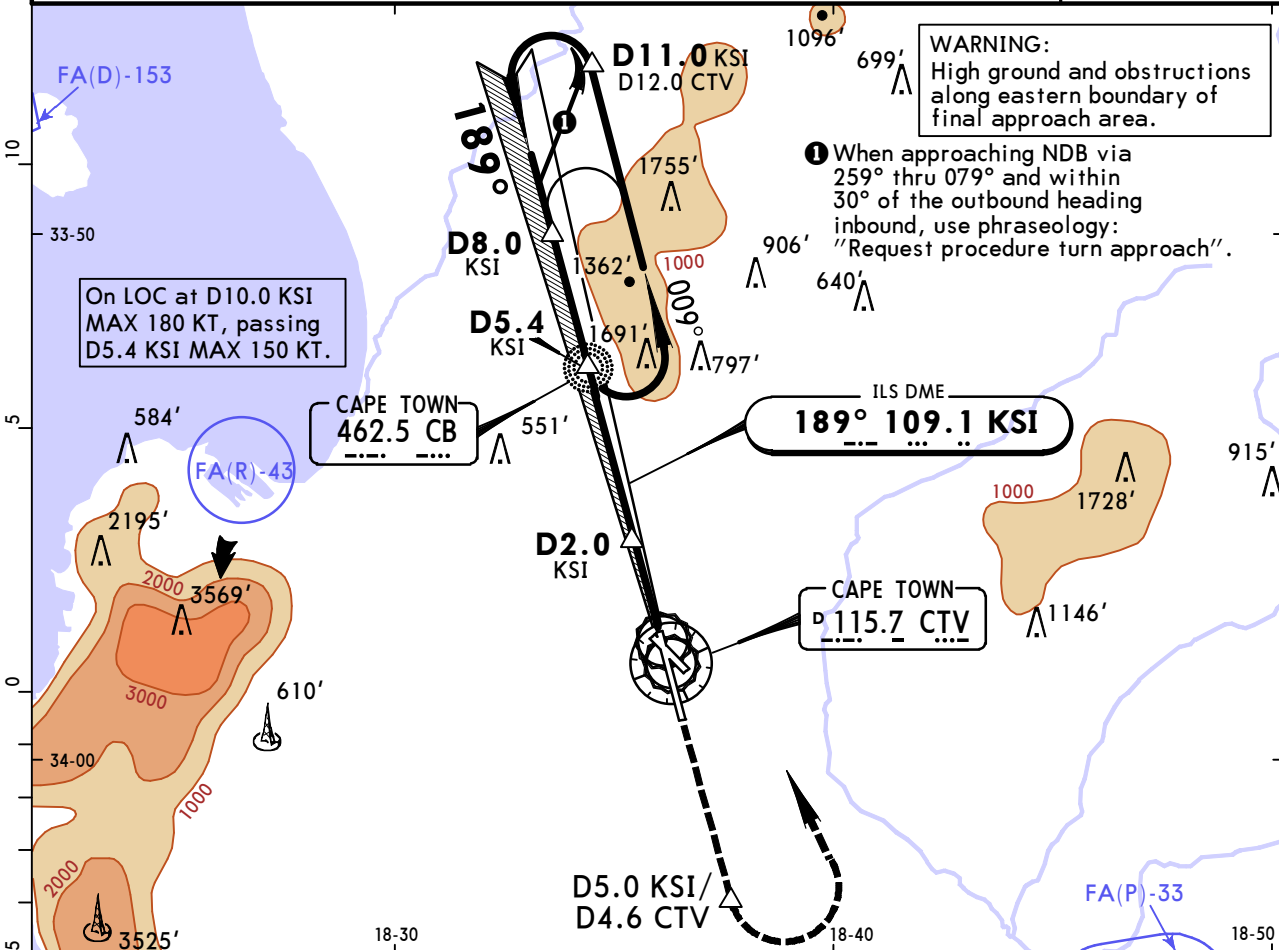 1096'
WARNING:
High ground and obstructions
along eastern boundary of
final approach area.
699'
D11.0 KSI
D12.0 CTV
FA(D)-153
189°
1
10
1 When approaching NDB via
259° thru 079° and within
30° of the outbound heading
inbound, use phraseology:
"Request procedure turn approach".
1755'
33-50
D8.0
KSI
906'
1362'
1000
640'
009°
On LOC at D10.0 KSI
MAX 180 KT, passing
D5.4 KSI MAX 150 KT.
D5.4
KSI
1691'
797'
ILS DME
189° 109.1 KSI
CAPE TOWN
462.5 CB
584'
551'
5
FA(R)-43
915'
1000
1728'
2195'
D2.0
KSI
2000
3569'
CAPE TOWN
D 115.7 CTV
1146'
0
3000
610'
34-00
1000
2000
D5.0 KSI/
D4.6 CTV
FA(P)-33
3525'
18-30
18-40
18-50
5